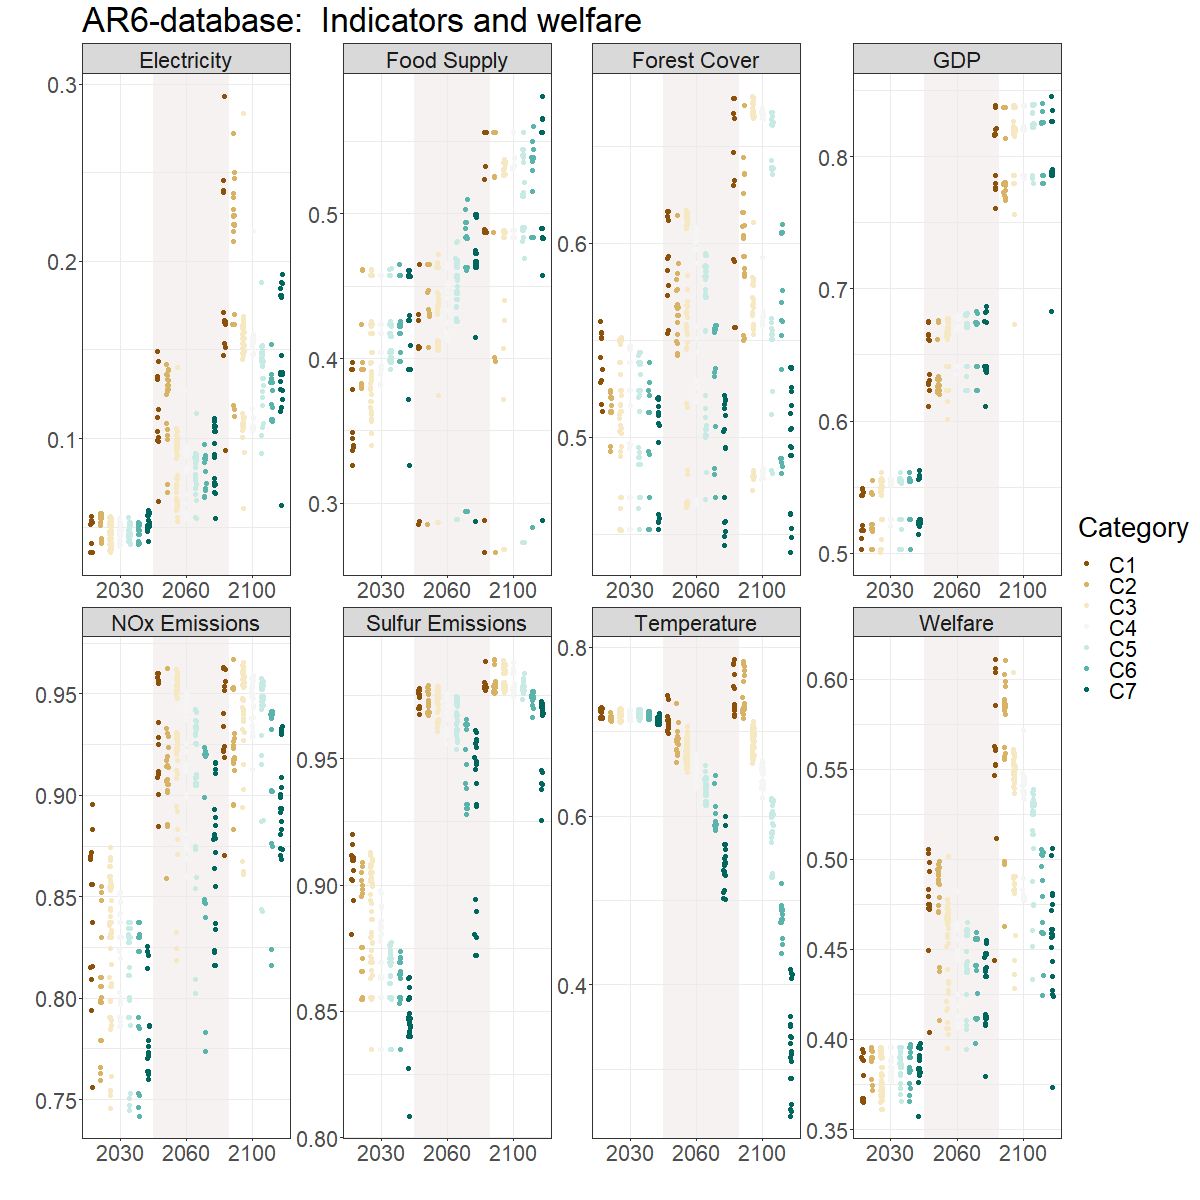 AR6-database:  Indicators and welfare
Electricity
Food Supply
Forest Cover
GDP
0.3
0.2
0.1
0.5
0.4
0.3
0.6
0.5
0.8
0.7
0.6
0.5
2030 2060 2100
2030 2060 2100
2030 2060 2100
2030 2060 2100
NOx Emissions
Sulfur Emissions
Temperature
Welfare
0.95
0.90
0.85
0.80
0.75
0.95
0.90
0.85
0.80
0.8
0.6
0.4
0.60
0.55
0.50
0.45
0.40
0.35
2030 2060 2100
2030 2060 2100
2030 2060 2100
2030 2060 2100
Category
C1
C2
C3
C4
C5
C6
C7